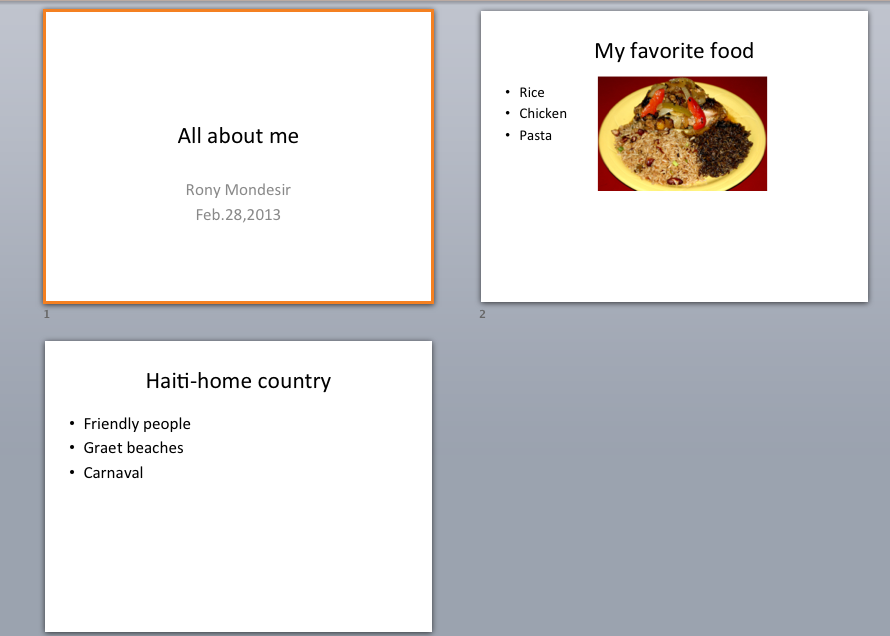 All about me
Rony Mondesir
Feb.28,2013
1
My favorite food
• Rice
• Chicken
• Pasta
2
Haiti-home country
• Friendly people
• Graet beaches
• Carnaval